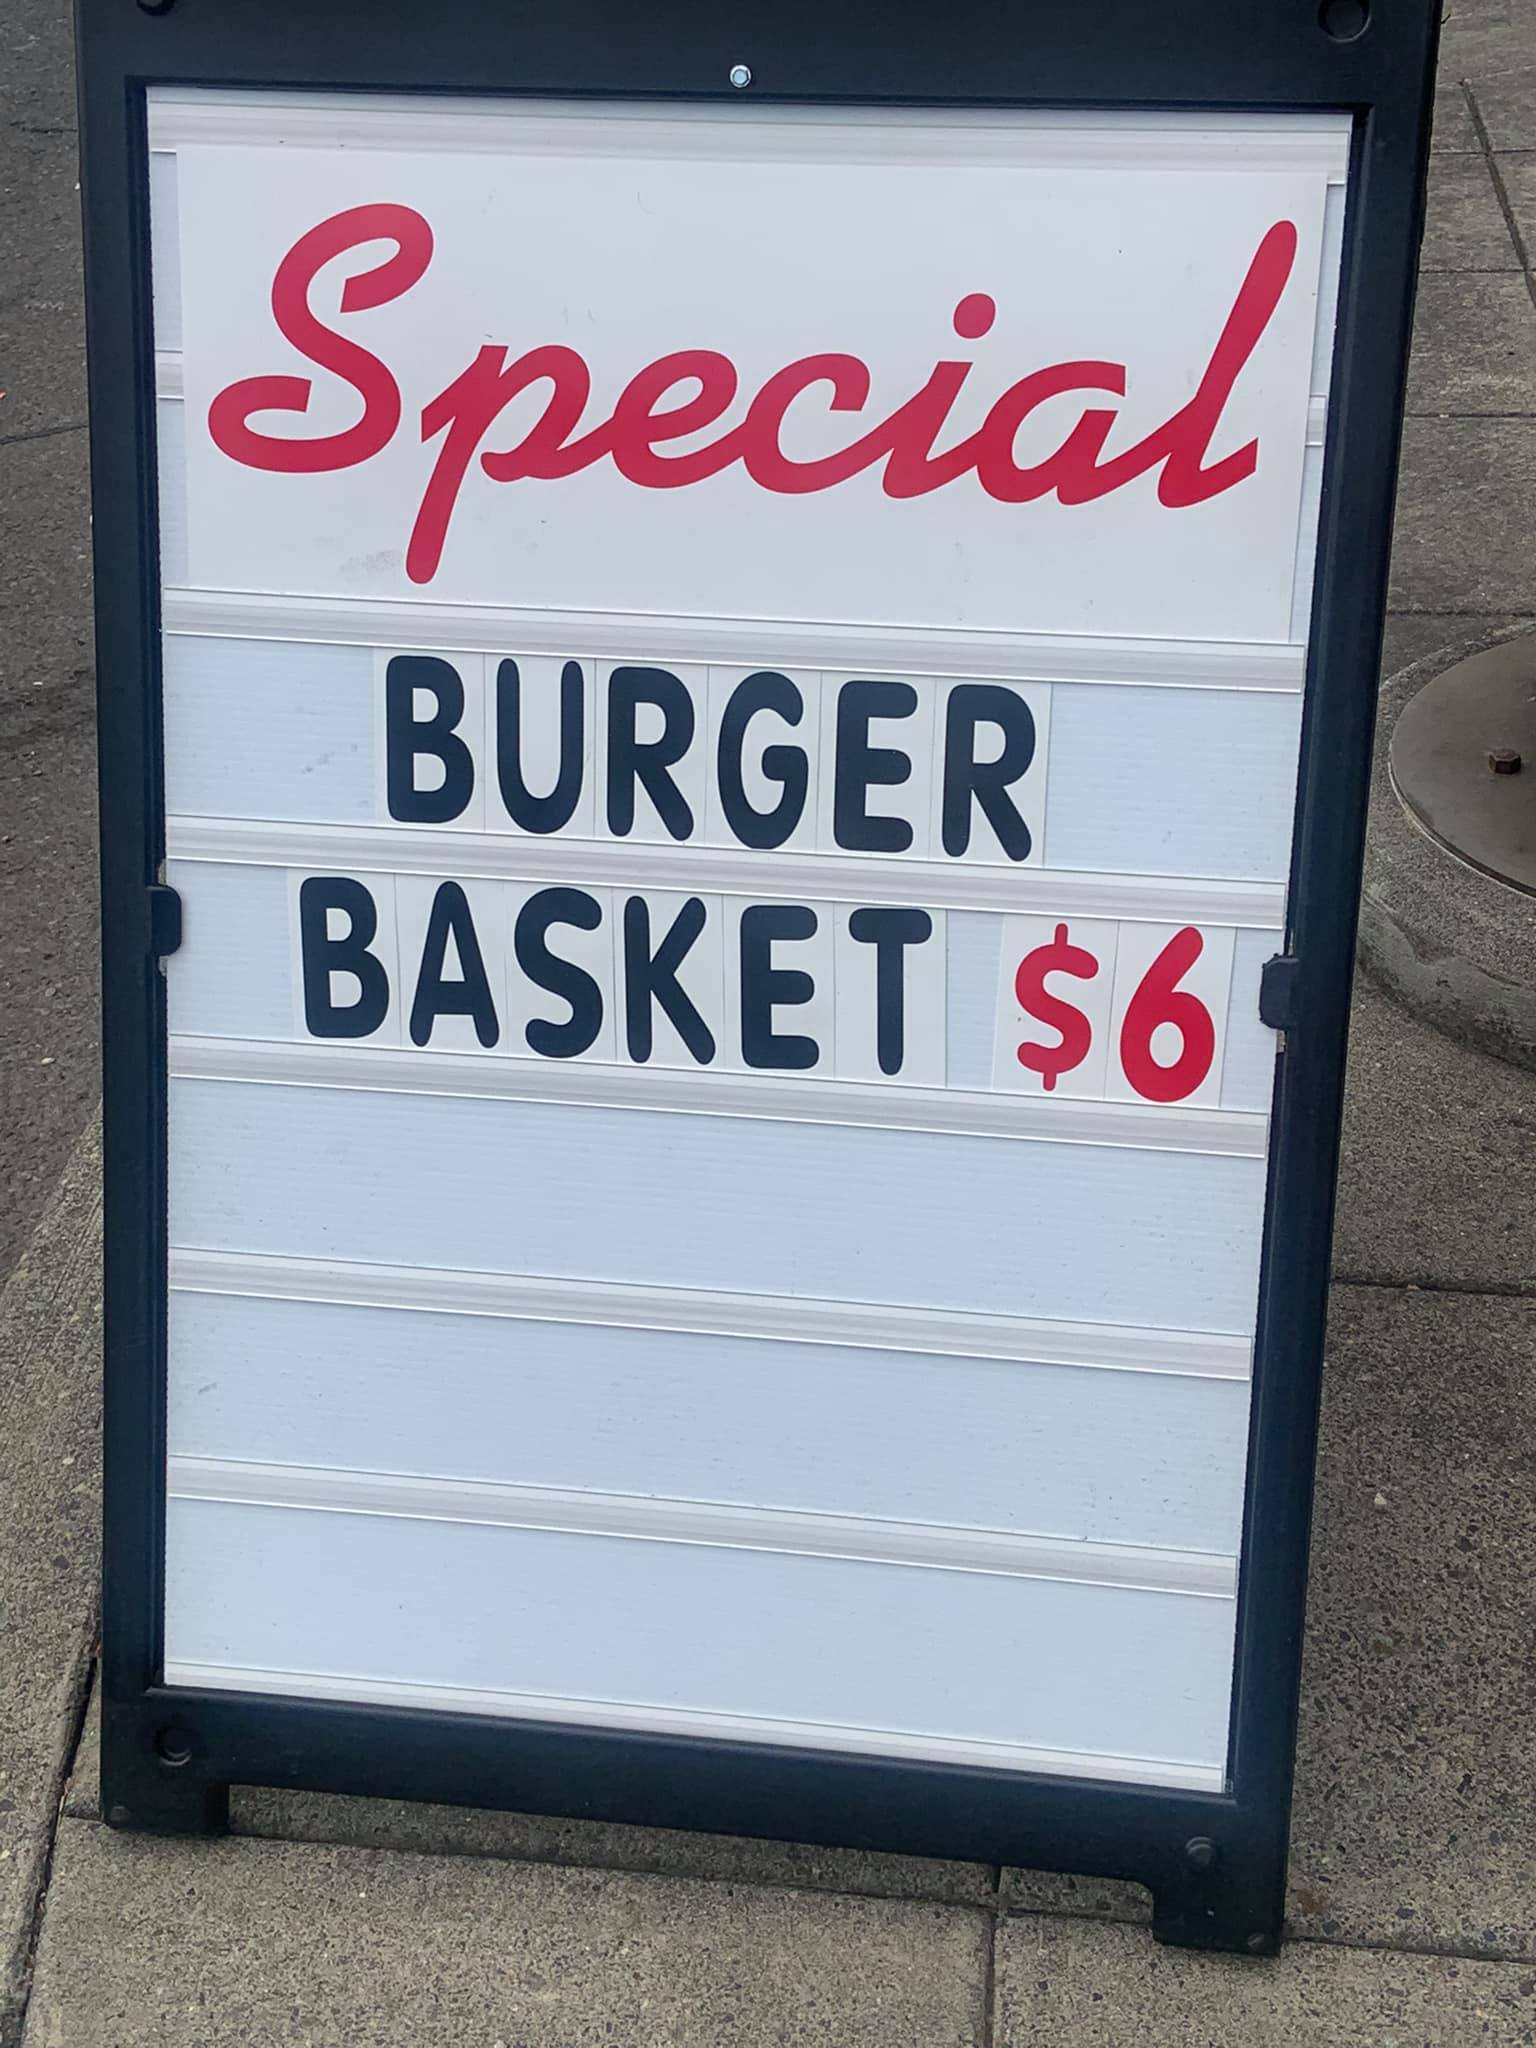 Special
BURGER
BASKET $6